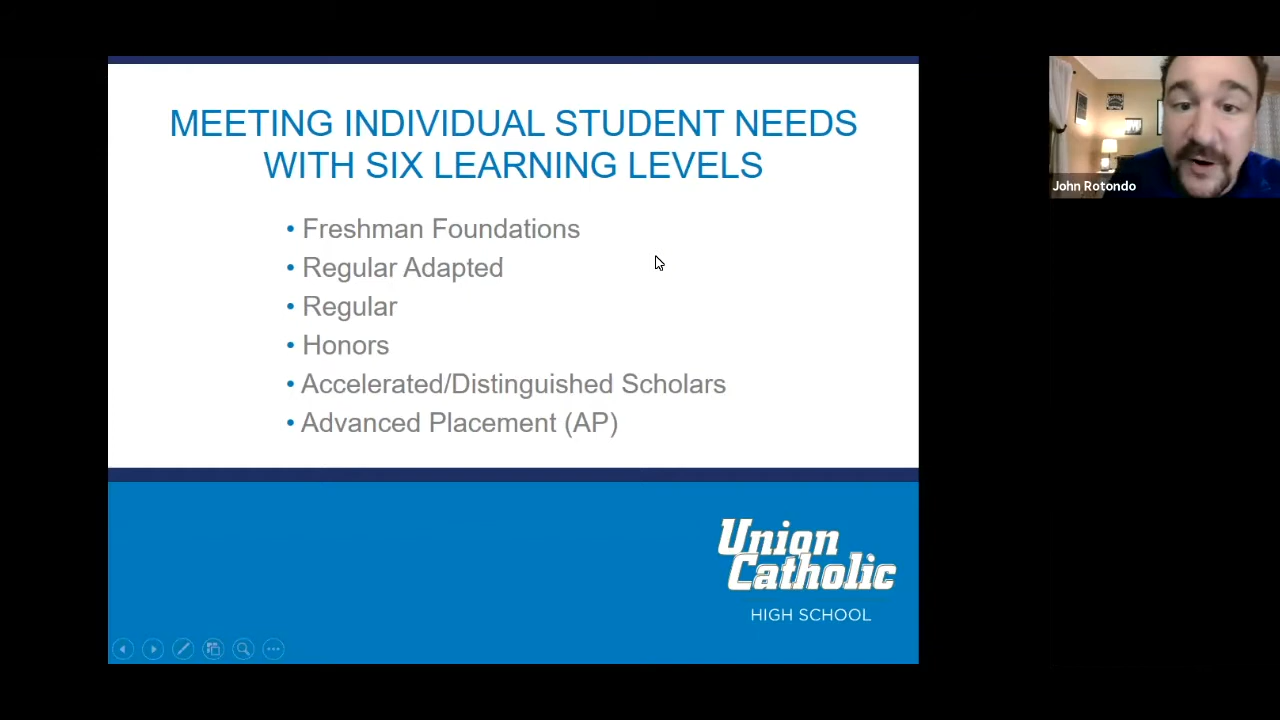 MEETING INDIVIDUAL STUDENT NEEDS
WITH SIX LEARNING LEVELS
• Freshman Foundations
• Regular Adapted
• Regular
• Honors
• Accelerated/Distinguished Scholars
• Advanced Placement (AP)
Union
Catholic
HIGH SCHOOL
John Rotondo